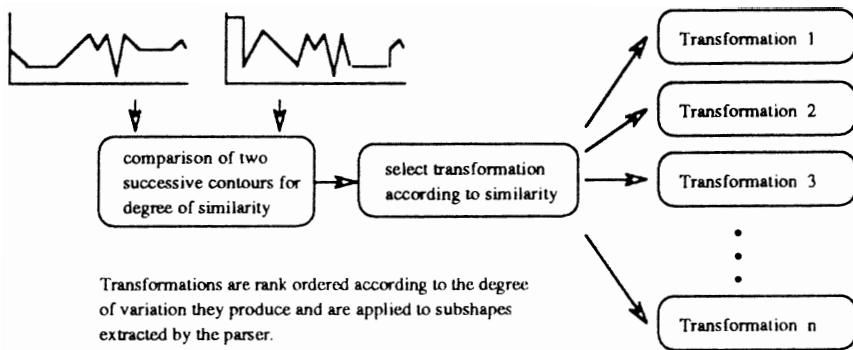 Transformation 1
Transformation 2
comparison of two
successive contours for
degree of similarity
select transformation
according to similarity
Transformation 3
Transformations are rank ordered according to the degree
of variation they produce and are applied to subshapes
extracted by the parser.
Transformation n